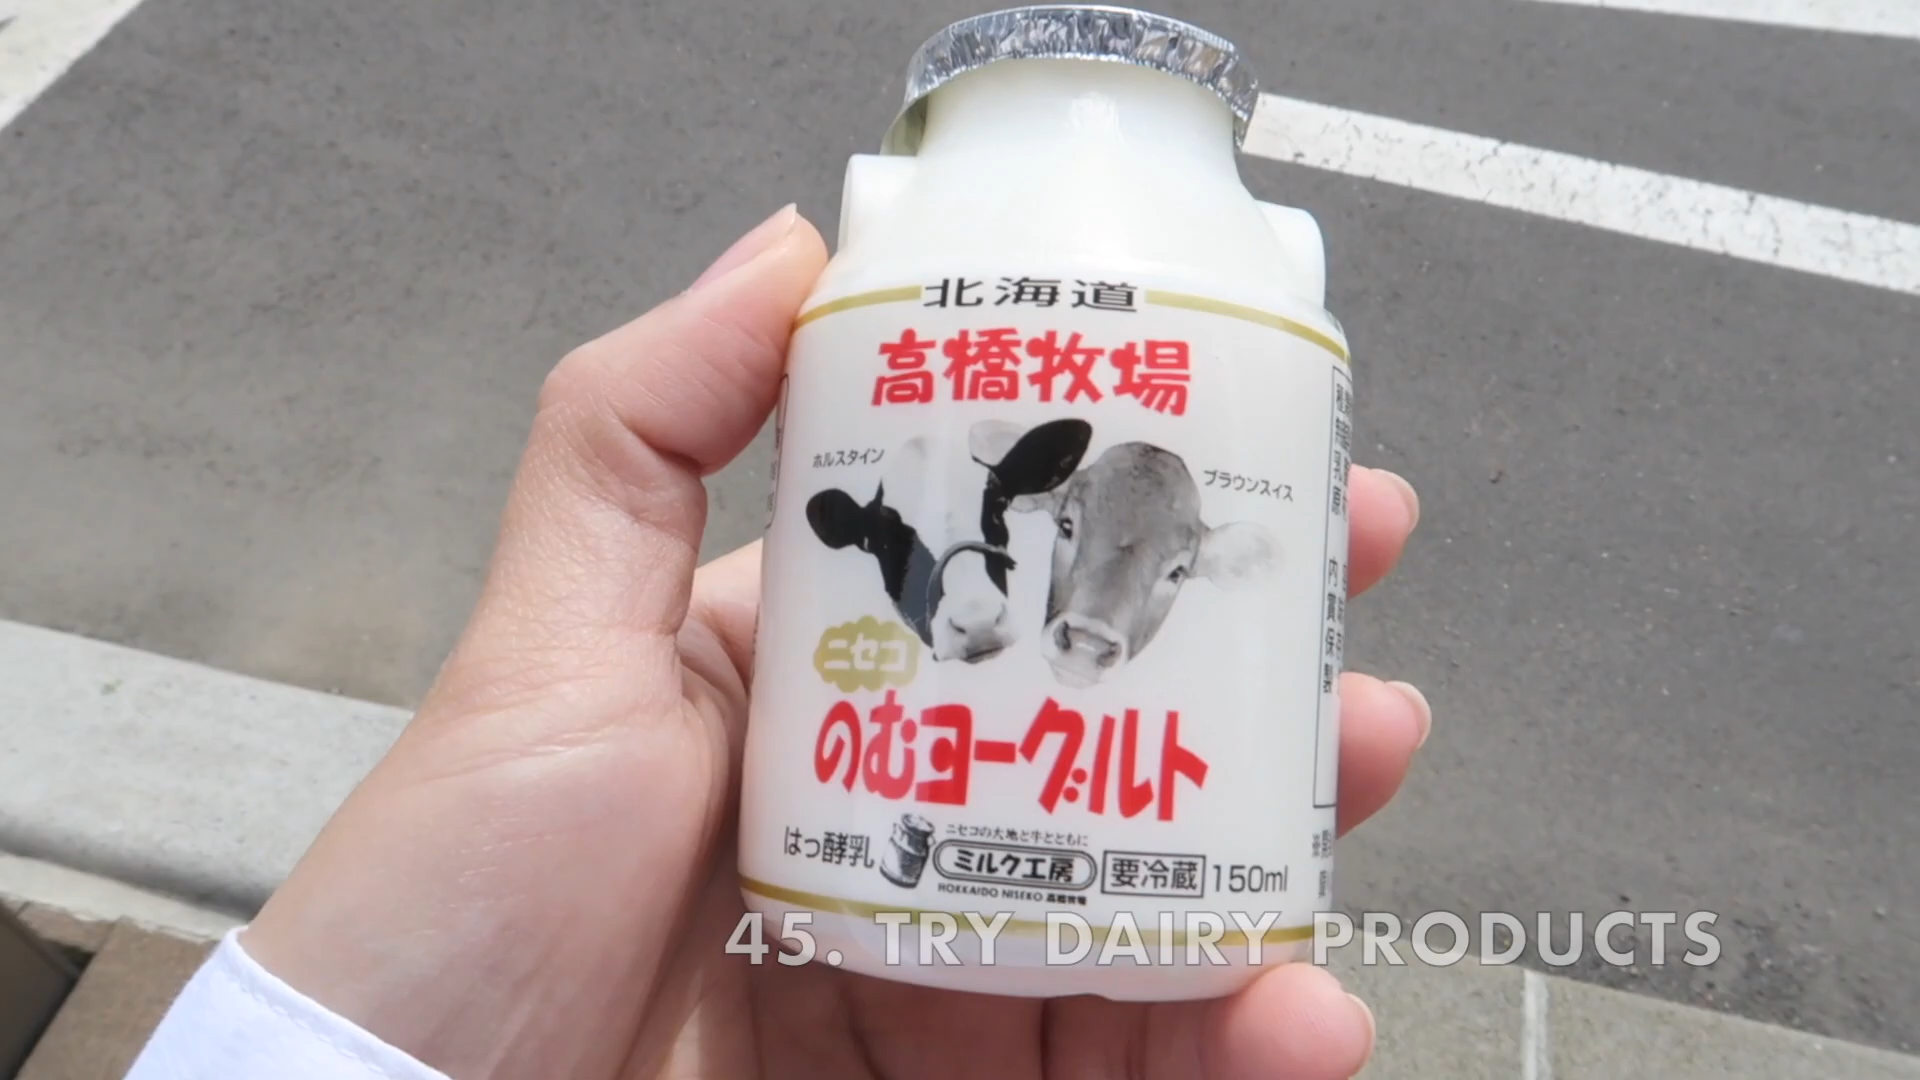 北海道
高橋牧場
ホルスタイン
ブラウンスイス
ニセコ
のむヨーグルト
はっ酵乳
ニセコの大地と牛とともに
ミルク工房
HOKKAIDO NISEKO 高橋牧場
要冷蔵
150ml
45. TRY DAIRY PRODUCTS